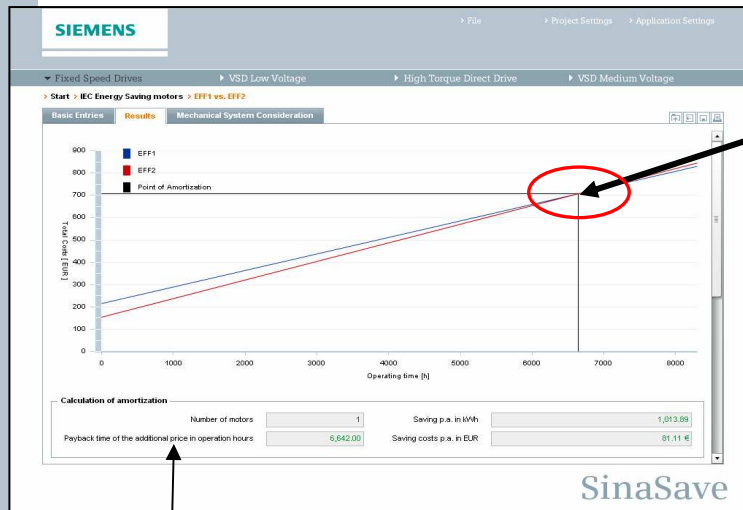 SIEMENS
> File > Project Settings > Application Settings
Fixed Speed Drives VSD Low Voltage High Torque Direct Drive VSD Medium Voltage
> Start > IEC Energy Saving motors > EFF1 vs. EFF2
Basic Entries Results Mechanical System Consideration
EFF1
EFF2
Point of Amortization
Total Costs [ EUR ]
900
800
700
600
500
400
300
200
100
0
0 1000 2000 3000 4000 5000 6000 7000 8000
Operating time [h]
Calculation of amortization
Number of motors 1 Saving p.a. in kWh 1,013.89
Payback time of the additional price in operation hours 6,642.00 Saving costs p.a. in EUR 81.11 €
SinaSave